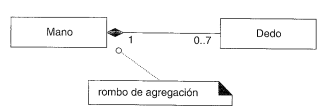 Mano
Dedo
1
0..7
rombo de agregación